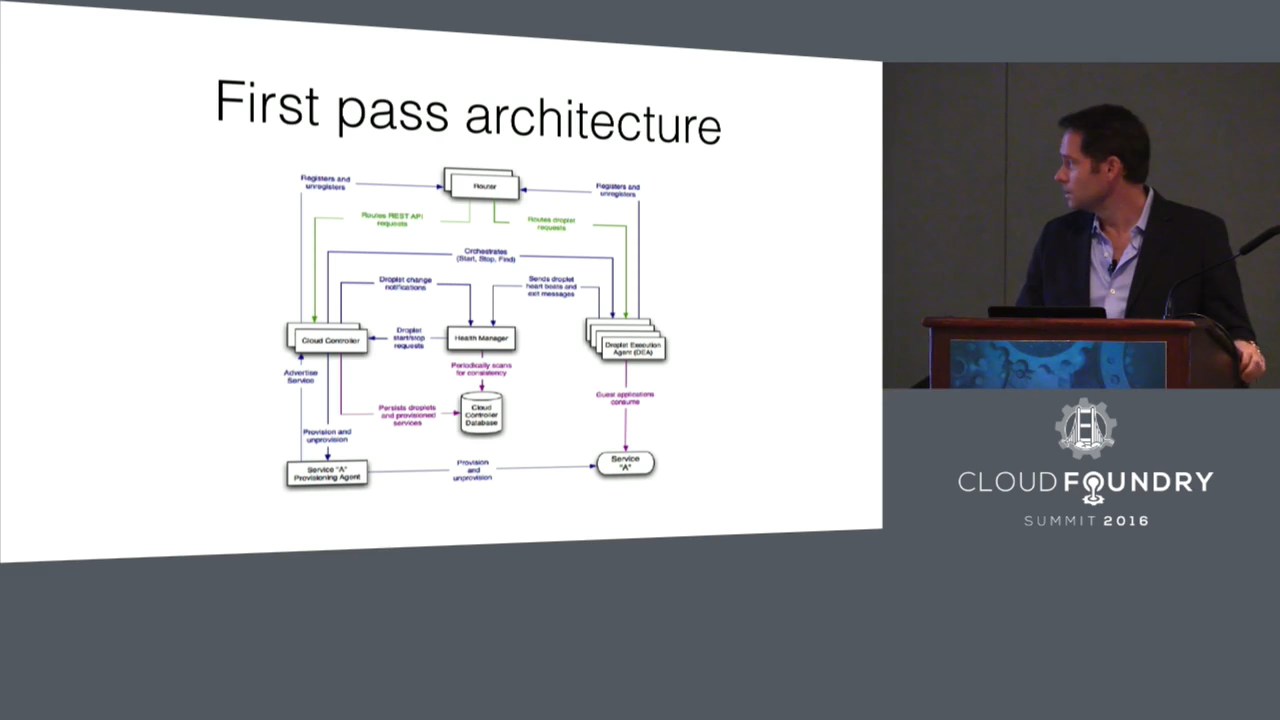 First pass architecture
Registers and
unregisters
Router
Registers and
unregisters
Routes REST API
requests
Routes droplet
requests
Orchestrates
(Start, Stop, Find)
Droplet change
notifications
Sends droplet
heart beats and
exit messages
Cloud Controller
Droplet
start/stop
requests
Health Manager
Droplet Execution
Agent (DEA)
Advertise
Service
Periodically scans
for consistency
Guest applications
consume
Persists droplets
and provisioned
services
Cloud
Controller
Database
Provision and
unprovision
Service "A"
Provisioning Agent
Provision
and
unprovision
Service
"A"
CLOUD FOUNDRY
SUMMIT 2016